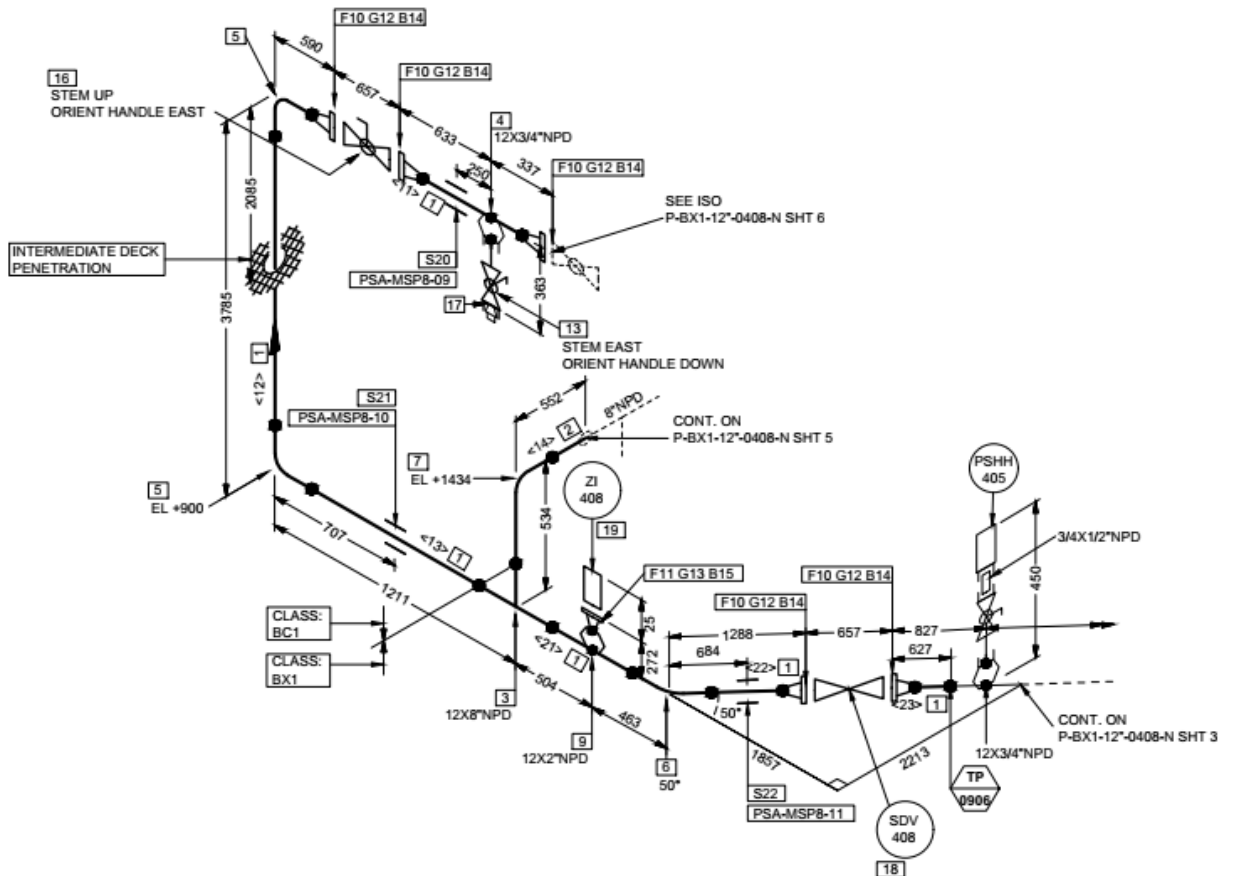 F10 G12 B14
5
590
16
STEM UP
ORIENT HANDLE EAST
657
F10 G12 B14
633
4
12X3/4"NPD
250
337
F10 G12 B14
2085
<11>
1
SEE ISO
P-BX1-12"-0408-N SHT 6
INTERMEDIATE DECK
PENETRATION
S20
PSA-MSP8-09
363
3785
17
13
STEM EAST
ORIENT HANDLE DOWN
1
<12>
S21
PSA-MSP8-10
552
8"NPD
<14>
2
CONT. ON
P-BX1-12"-0408-N SHT 5
7
EL +1434
ZI
408
PSHH
405
5
EL +900
534
19
3/4X1/2"NPD
707
<13>
1
F11 G13 B15
F10 G12 B14
F10 G12 B14
450
1211
25
CLASS:
BC1
CLASS:
BX1
1288
657
827
<21>
1
272
684
<22>
1
627
504
3
12X8"NPD
50°
<23>
1
463
9
12X2"NPD
6
50°
CONT. ON
P-BX1-12"-0408-N SHT 3
12X3/4"NPD
1857
2213
S22
PSA-MSP8-11
TP
0906
SDV
408
18